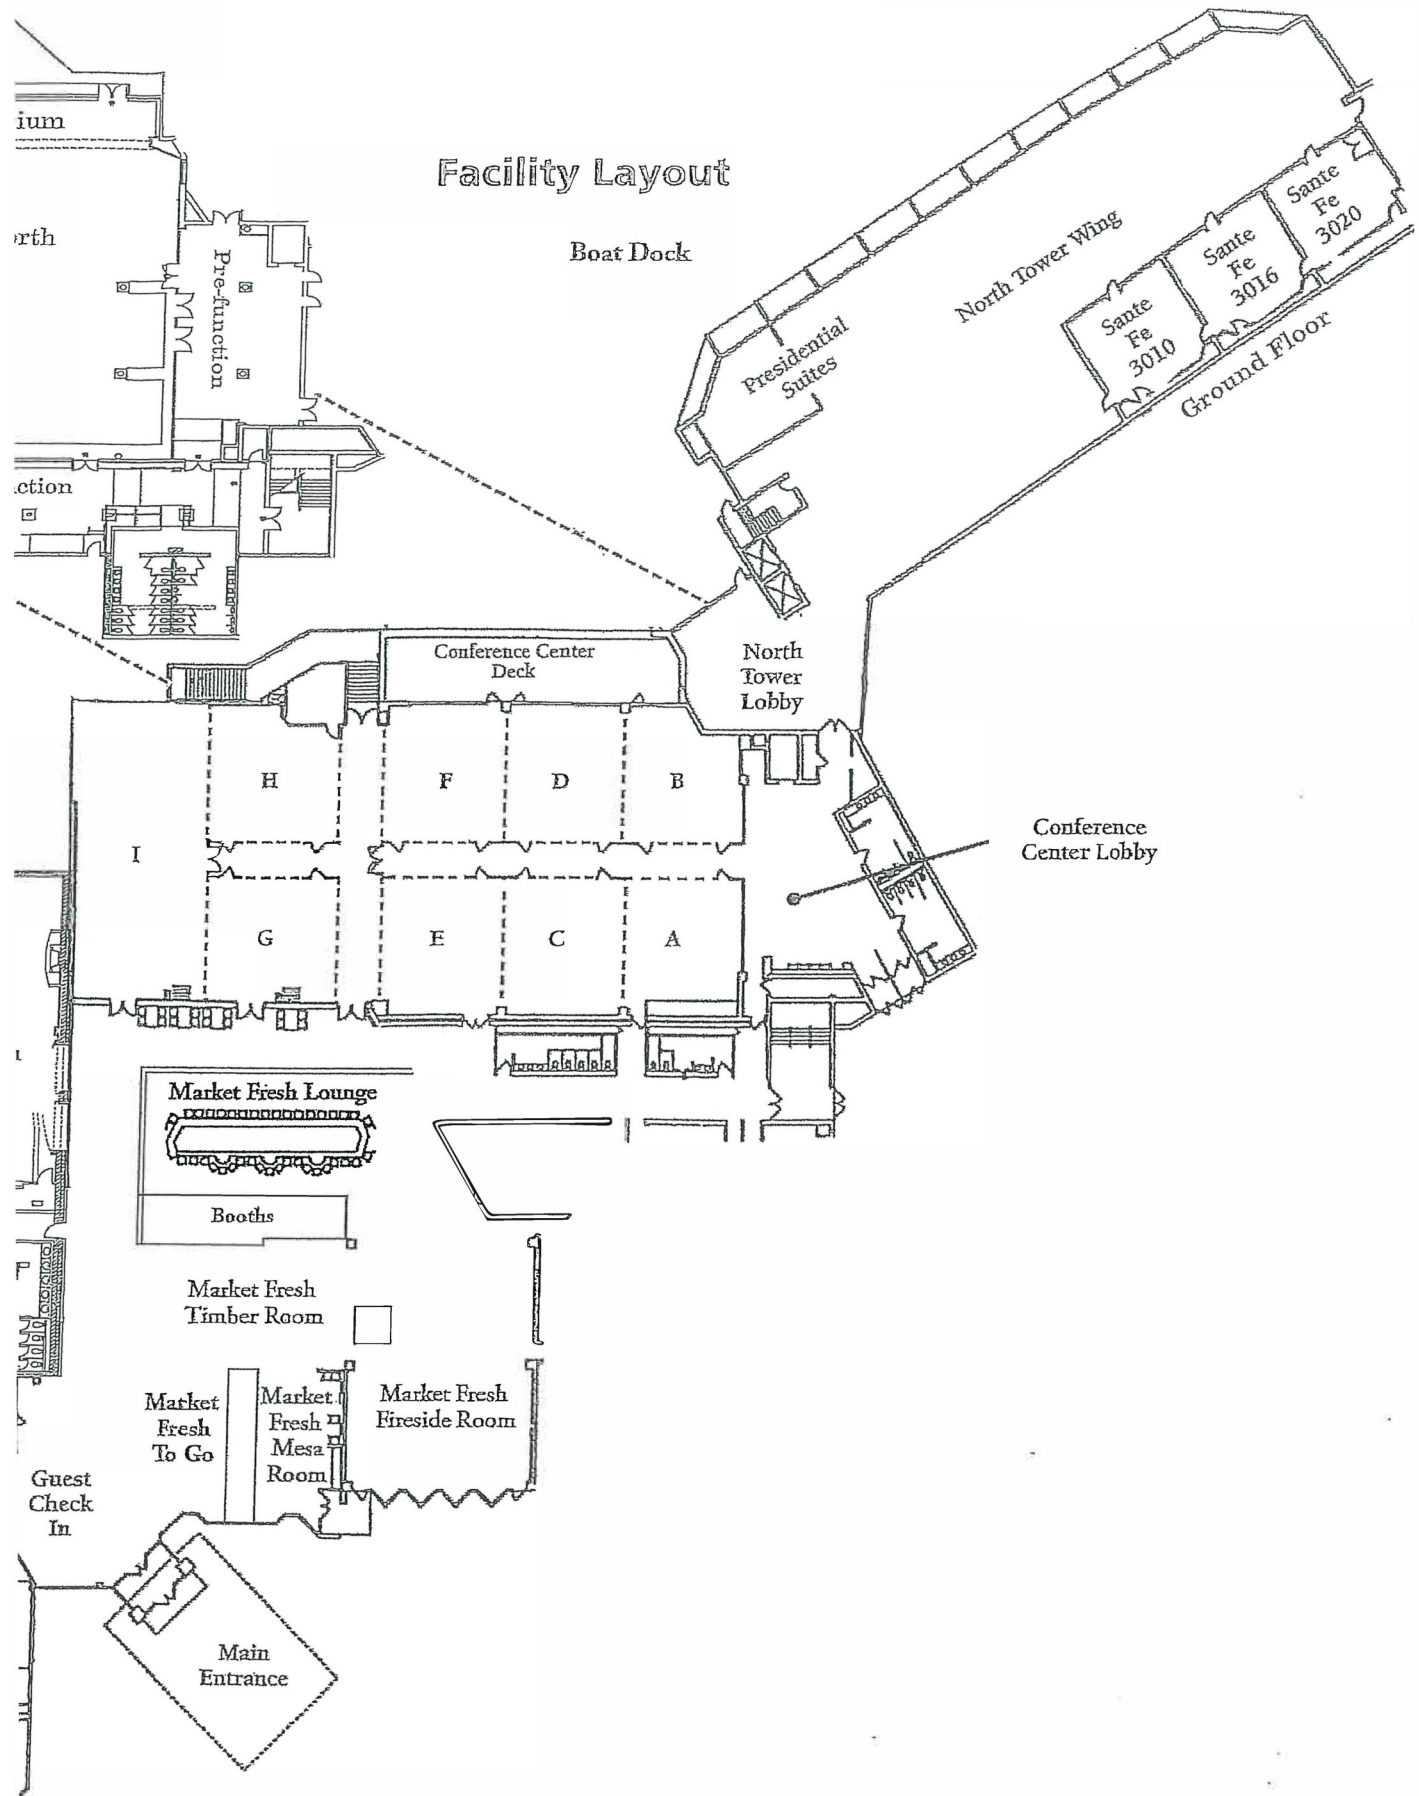 Facility Layout
ium
orth
Pre-function
Boat Dock
North Tower Wing
Sante
Fe
3020
Sante
Fe
3016
Sante
Fe
3010
Ground Floor
Presidential
Suites
ction
Conference Center
Deck
North
Tower
Lobby
H
F
D
B
I
Conference
Center Lobby
G
E
C
A
Market Fresh Lounge
Booths
Market Fresh
Timber Room
Market
Fresh
To Go
Market
Fresh
Mesa
Room
Market Fresh
Fireside Room
Guest
Check
In
Main
Entrance